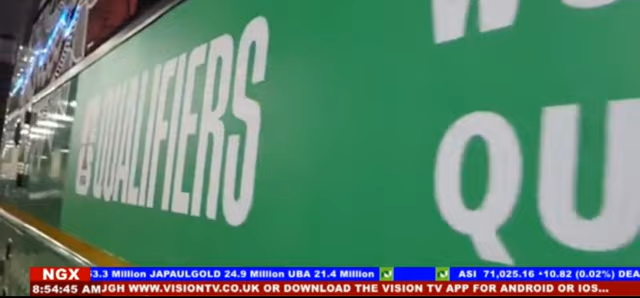 QUALIFIERS
QU
NGX 3.3 Million JAPAULGOLD 24.9 Million UBA 21.4 Million ASI 71,025.16 +10.82 (0.02%) DEA
8:54:45 AM UGH WWW.VISIONTV.CO.UK OR DOWNLOAD THE VISION TV APP FOR ANDROID OR IOS...